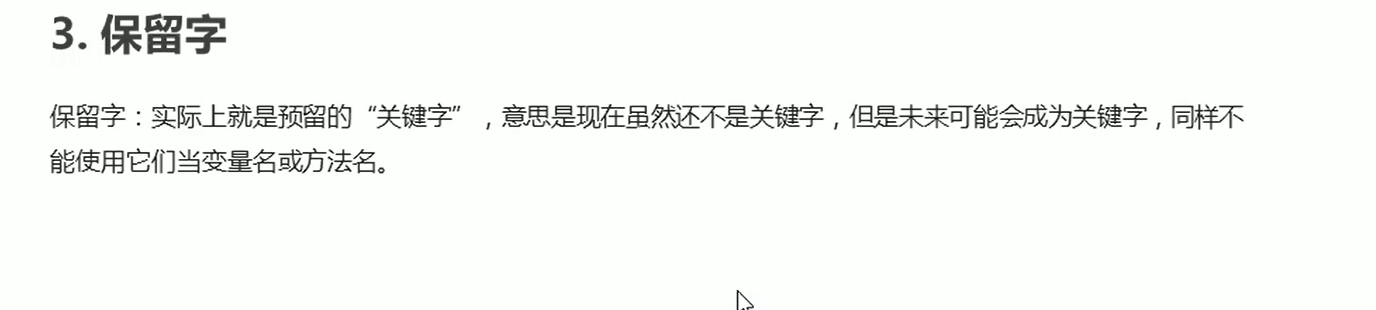 3. 保留字
保留字：实际上就是预留的“关键字”，意思是现在虽然还不是关键字，但是未来可能会成为关键字，同样不
能使用它们当变量名或方法名。